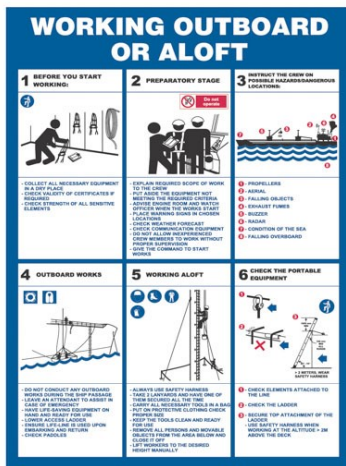 WORKING OUTBOARD
OR ALOFT
1 BEFORE YOU START
WORKING:
- COLLECT ALL NECESSARY EQUIPMENT
IN A DRY PLACE
- CHECK VALIDITY OF CERTIFICATES IF
REQUIRED
- CHECK STRENGTH OF ALL SENSITIVE
ELEMENTS
2 PREPARATORY STAGE
Do not
operate
- EXPLAIN REQUIRED SCOPE OF WORK
TO THE CREW
- PUT ASIDE THE EQUIPMENT NOT
MEETING THE REQUIRED CRITERIA
- ADVISE ENGINE ROOM AND WATCH
OFFICER WHEN THE WORKS START
- PLACE WARNING SIGNS IN CHOSEN
LOCATIONS
- CHECK WEATHER FORECAST
- CHECK COMMUNICATION EQUIPMENT
- DO NOT ALLOW INEXPERIENCED
CREW MEMBERS TO WORK WITHOUT
PROPER SUPERVISION
- GIVE THE COMMAND TO START
WORKS
3 INSTRUCT THE CREW ON
POSSIBLE HAZARDS/DANGEROUS
LOCATIONS:
- PROPELLERS
- AERIAL
- FALLING OBJECTS
- EXHAUST FUMES
- BUZZER
- RADAR
- CONDITION OF THE SEA
- FALLING OVERBOARD
4 OUTBOARD WORKS
- DO NOT CONDUCT ANY OUTBOARD
WORKS DURING THE SHIP PASSAGE
- LEAVE AN ATTENDANT TO ASSIST IN
CASE OF EMERGENCY
- HAVE LIFE-SAVING EQUIPMENT ON
HAND AND READY FOR USE
- LOWER ACCESS LADDER
- ENSURE LIFE-LINE IS USED UPON
EMBARKING AND RETURN
- CHECK PADDLES
5 WORKING ALOFT
- ALWAYS USE SAFETY HARNESS
- TAKE 2 LANYARDS AND HAVE ONE OF
THEM SECURED ALL THE TIME
- CARRY ALL NECESSARY TOOLS IN A BAG
- PUT ON PROTECTIVE CLOTHING CHECK
PROPER SIZE
- KEEP THE TOOLS CLEAN AND READY
FOR USE
- REMOVE ALL PERSONS AND MOVABLE
OBJECTS FROM THE AREA BELOW AND
CLOSE IT OFF
- LIFT WORKERS TO THE DESIRED
HEIGHT MANUALLY
6 CHECK THE PORTABLE
EQUIPMENT
> 2 METERS, WEAR
SAFETY HARNESS
- CHECK ELEMENTS ATTACHED TO
THE LINE
- CHECK THE LADDER
- SECURE TOP ATTACHMENT OF THE
LADDER
- USE SAFETY HARNESS WHEN
WORKING AT THE ALTITUDE > 2M
ABOVE THE DECK